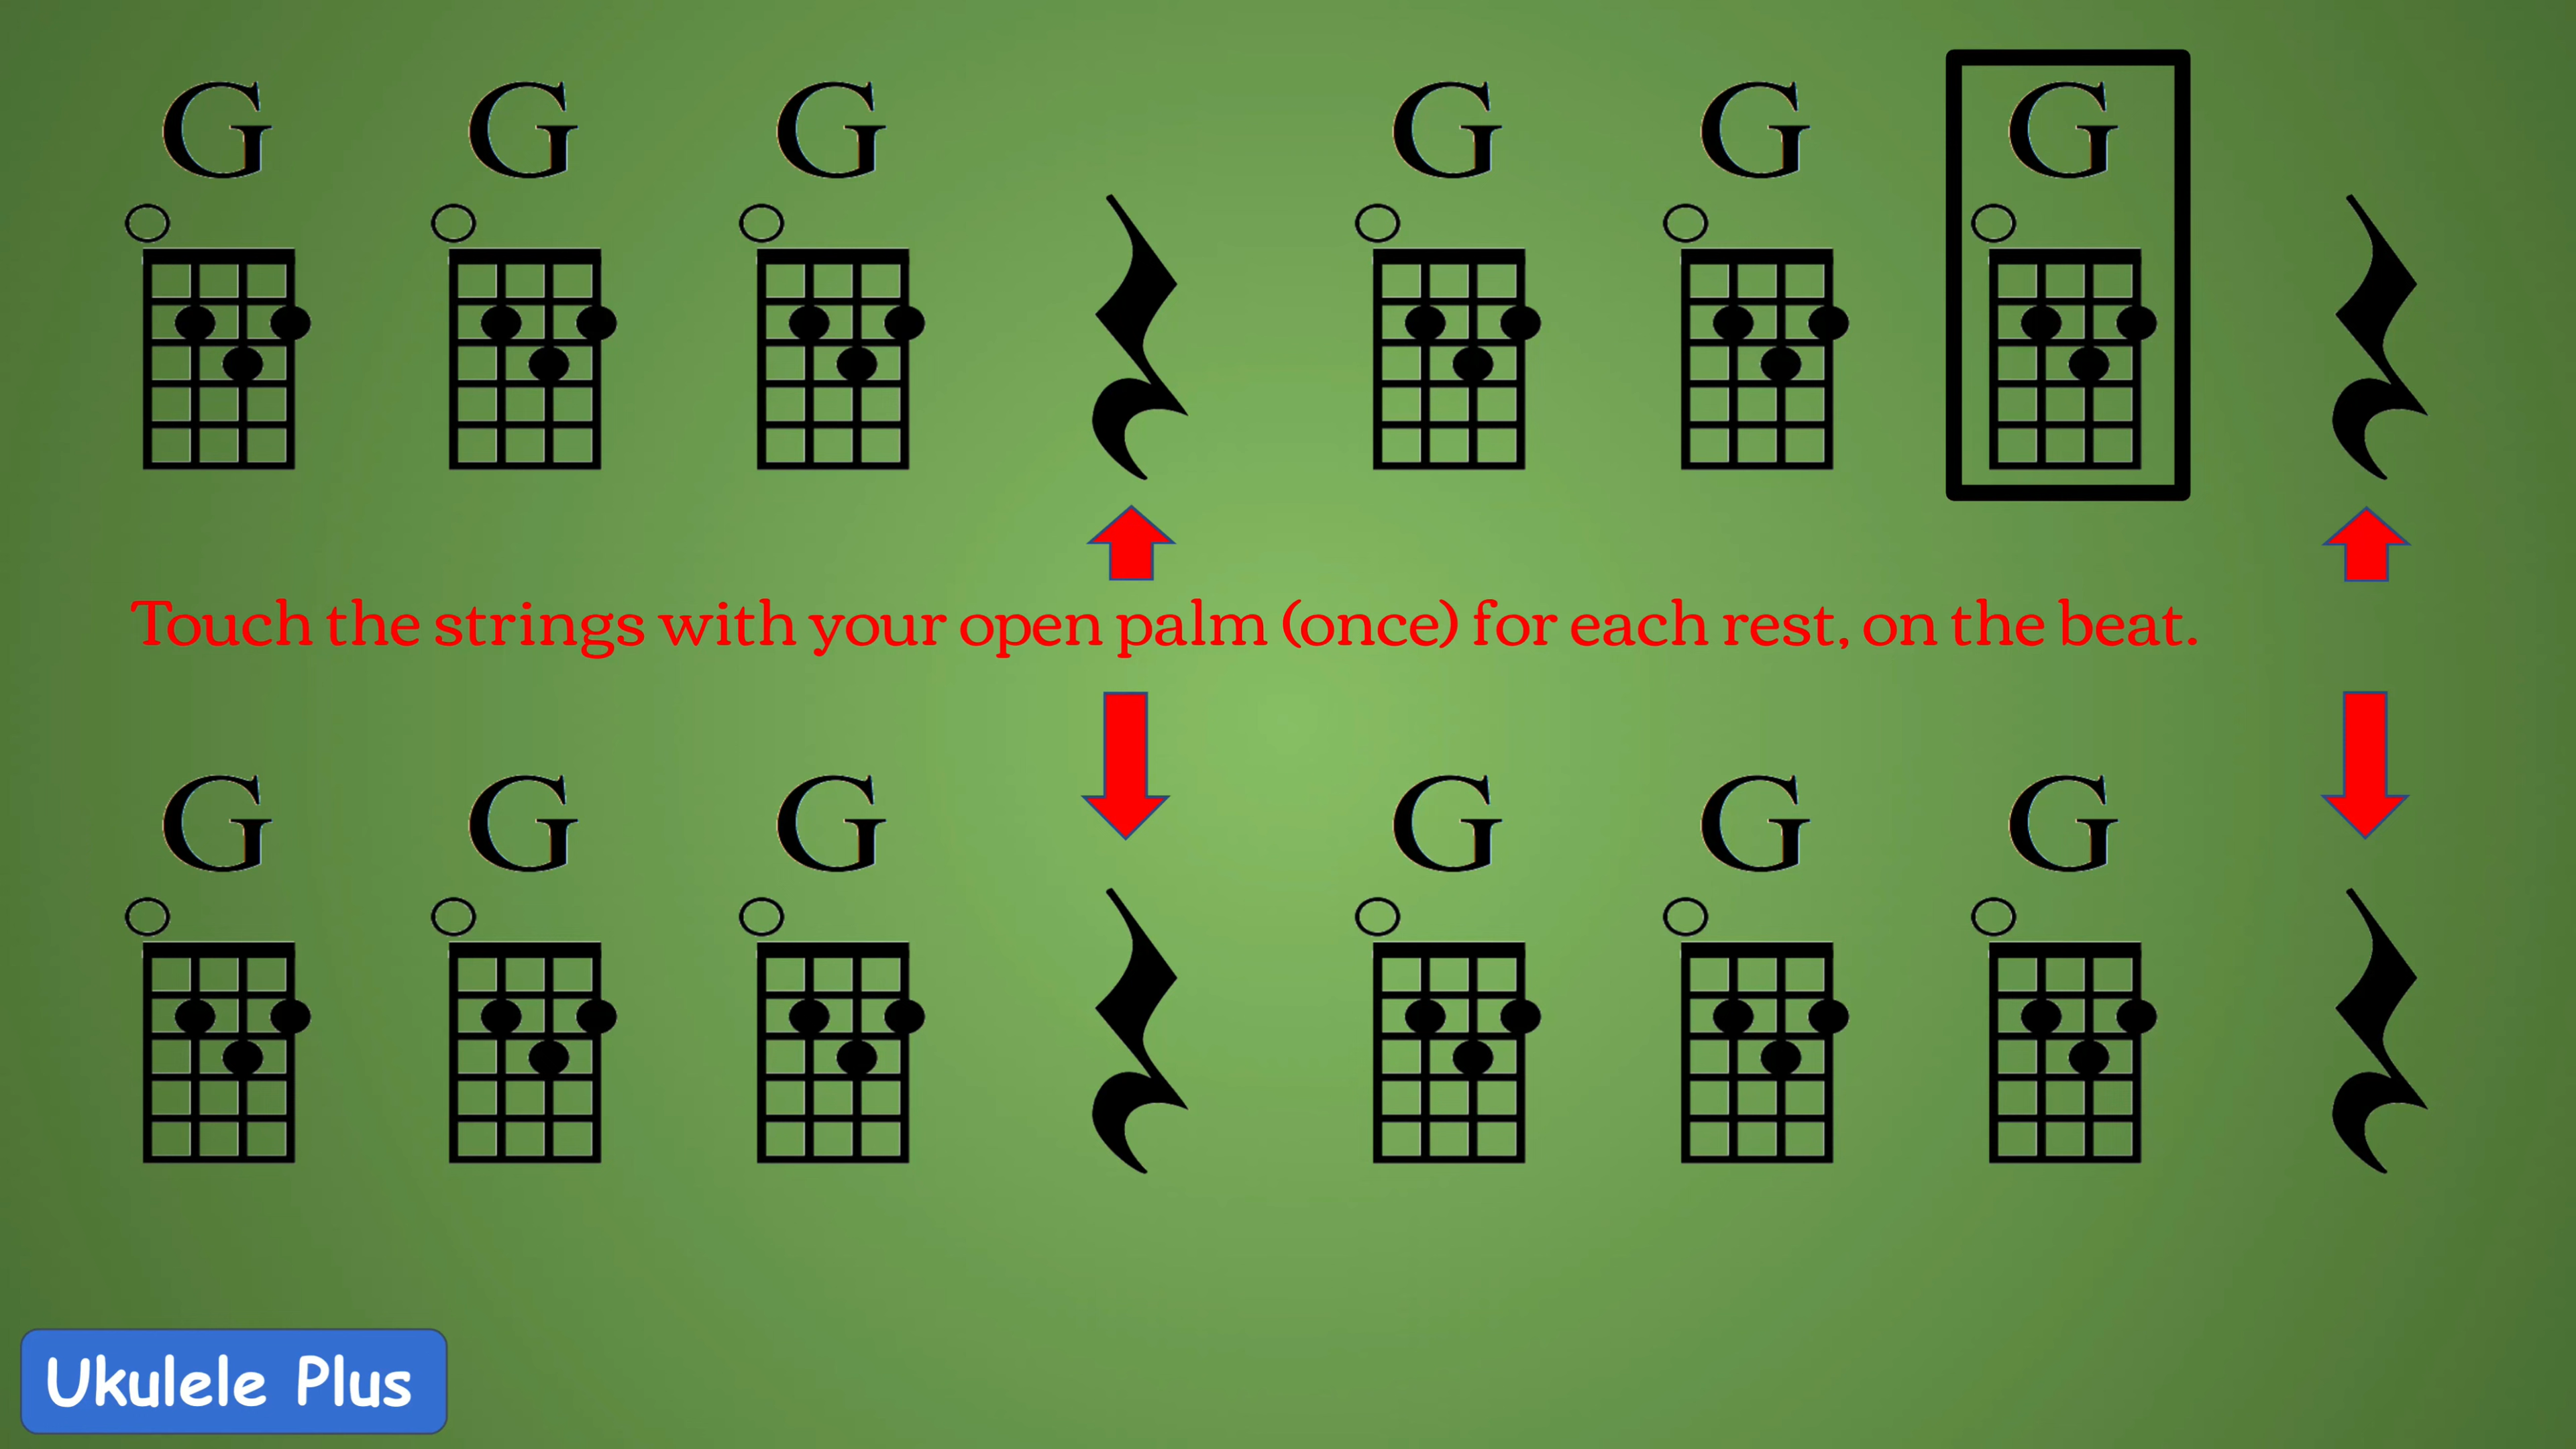 G G G G G G
Touch the strings with your open palm (once) for each rest, on the beat.
G G G G G G
Ukulele Plus